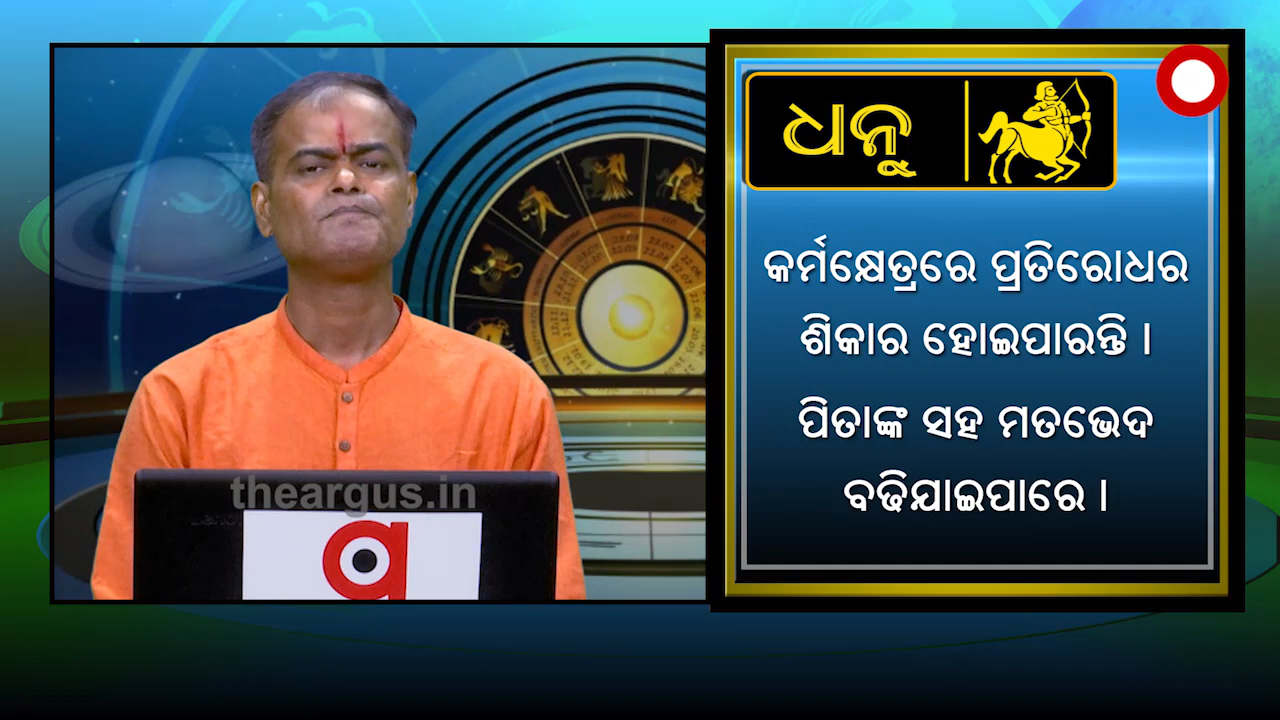 ଧନୁ
କର୍ମକ୍ଷେତ୍ରରେ ପ୍ରତିରୋଧର
ଶିକାର ହୋଇପାରନ୍ତି ।
ପିତାଙ୍କ ସହ ମତଭେଦ
ବଢିଯାଇପାରେ ।
theargus.in